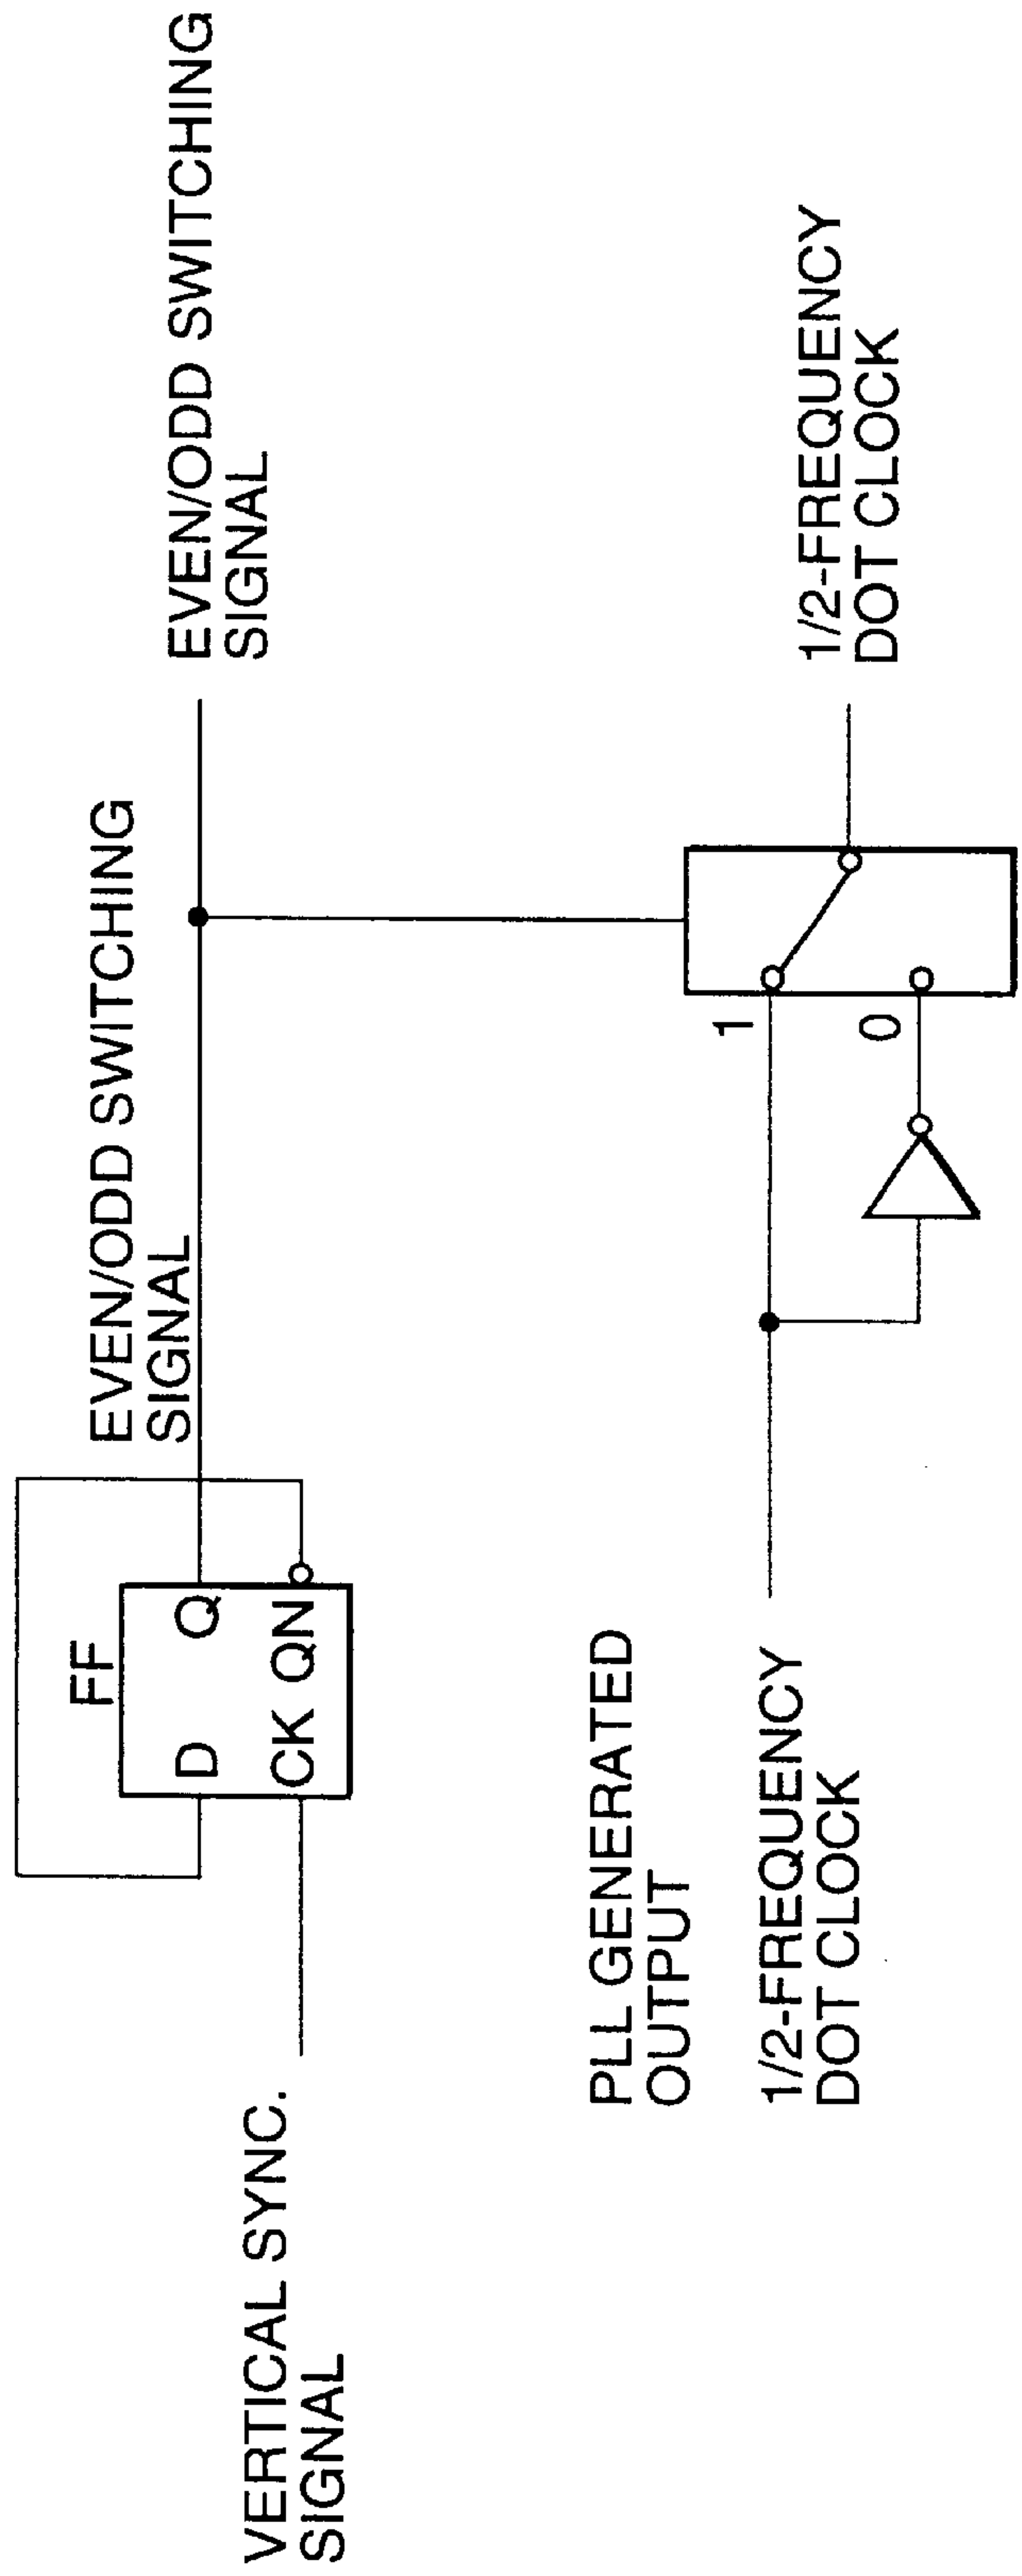 FF
D Q
CK QN
VERTICAL SYNC.
SIGNAL
EVEN/ODD SWITCHING
SIGNAL
EVEN/ODD SWITCHING
SIGNAL
PLL GENERATED
OUTPUT
1/2-FREQUENCY
DOT CLOCK
1
0
1/2-FREQUENCY
DOT CLOCK